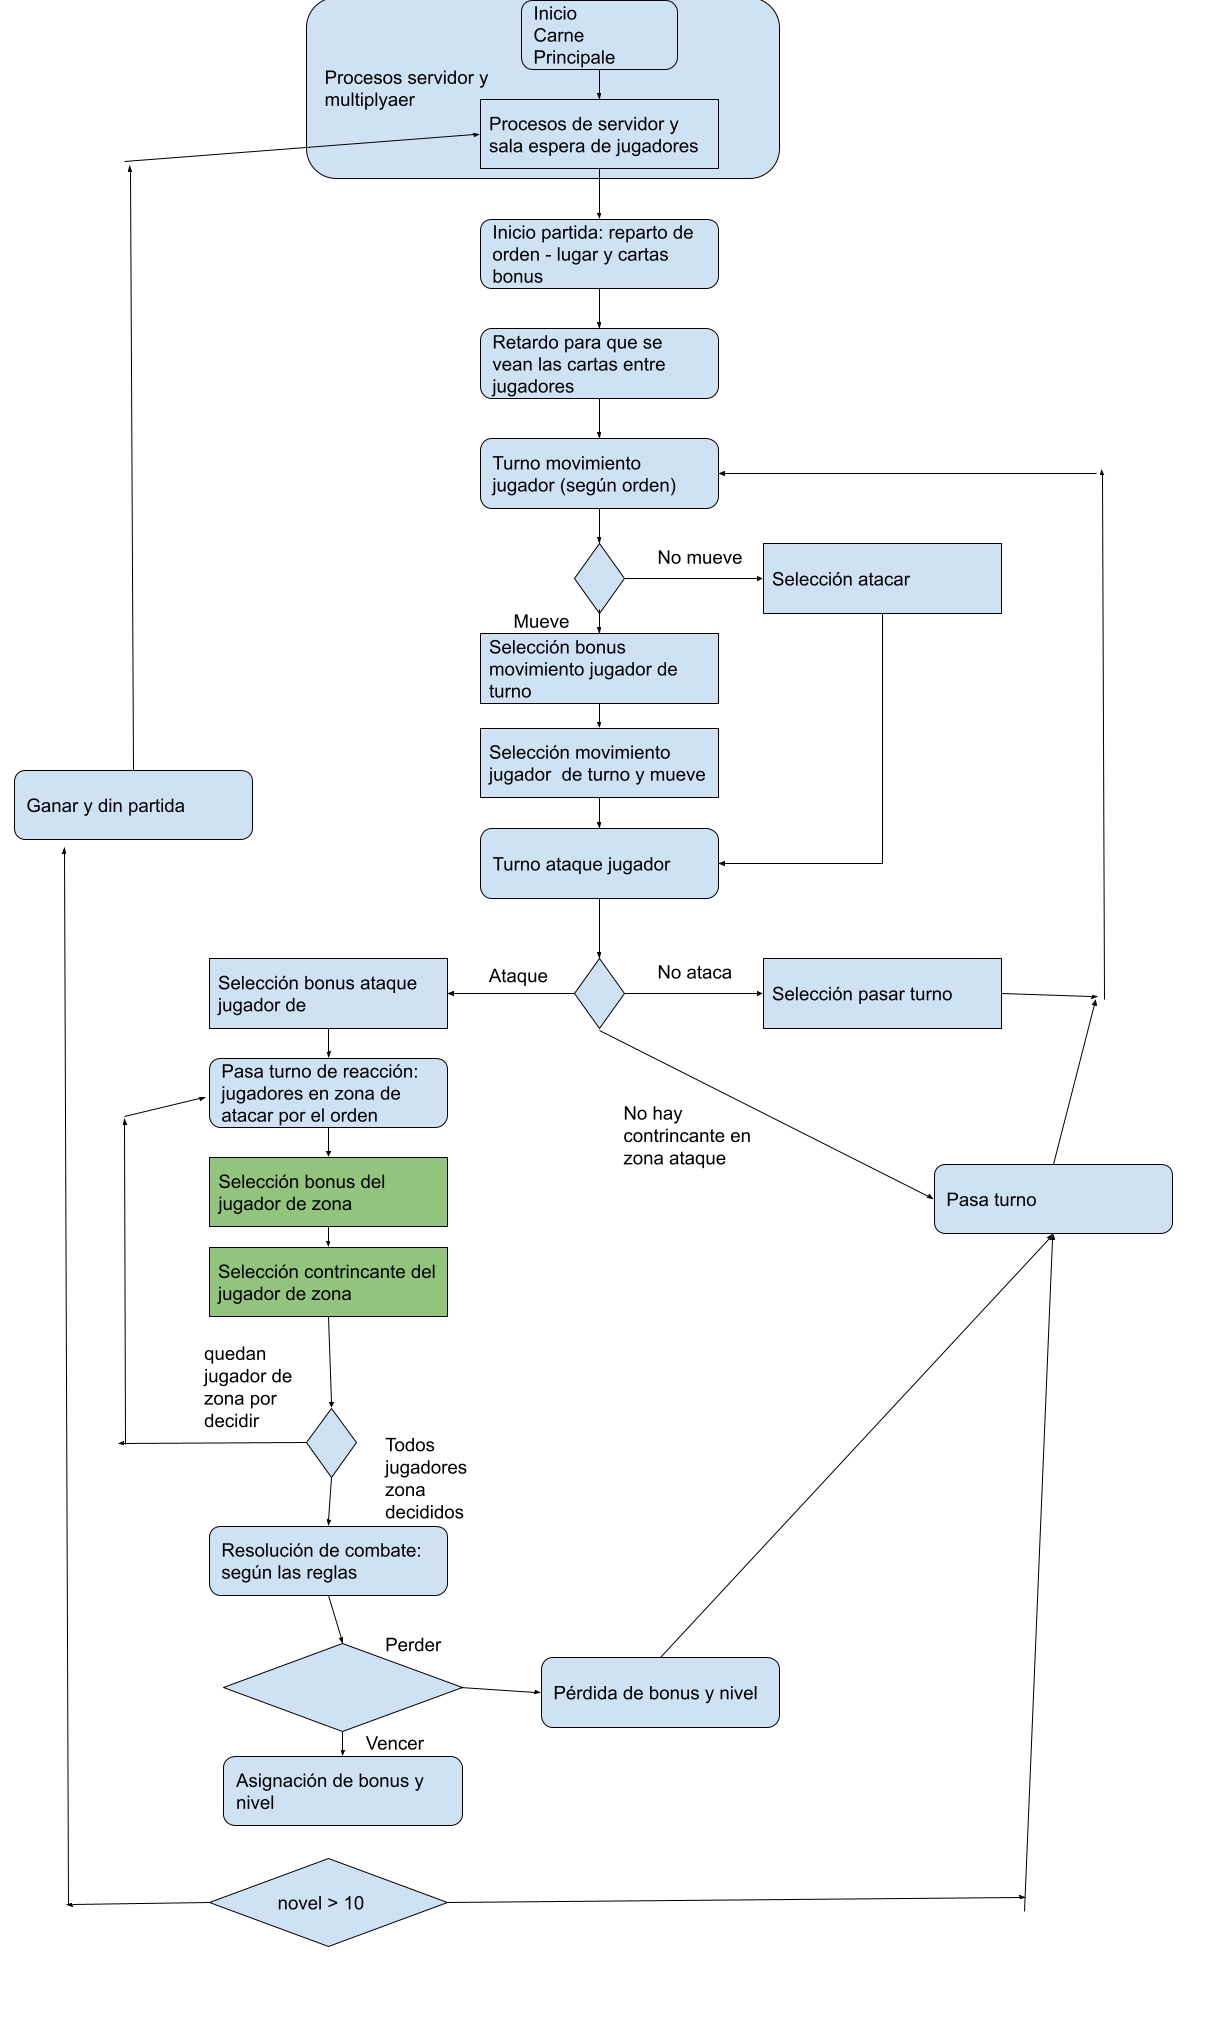 Inicio
Carne
Principale
Procesos servidor y
multiplyaer
Procesos de servidor y
sala espera de jugadores
Inicio partida: reparto de
orden - lugar y cartas
bonus
Retardo para que se
vean las cartas entre
jugadores
Turno movimiento
jugador (según orden)
No mueve
Selección atacar
Mueve
Selección bonus
movimiento jugador de
turno
Selección movimiento
jugador  de turno y mueve
Ganar y din partida
Turno ataque jugador
Ataque
No ataca
Selección bonus ataque
jugador de
Selección pasar turno
Pasa turno de reacción:
jugadores en zona de
atacar por el orden
No hay
contrincante en
zona ataque
Selección bonus del
jugador de zona
Pasa turno
Selección contrincante del
jugador de zona
quedan
jugador de
zona por
decidir
Todos
jugadores
zona
decididos
Resolución de combate:
según las reglas
Perder
Pérdida de bonus y nivel
Vencer
Asignación de bonus y
nivel
novel > 10